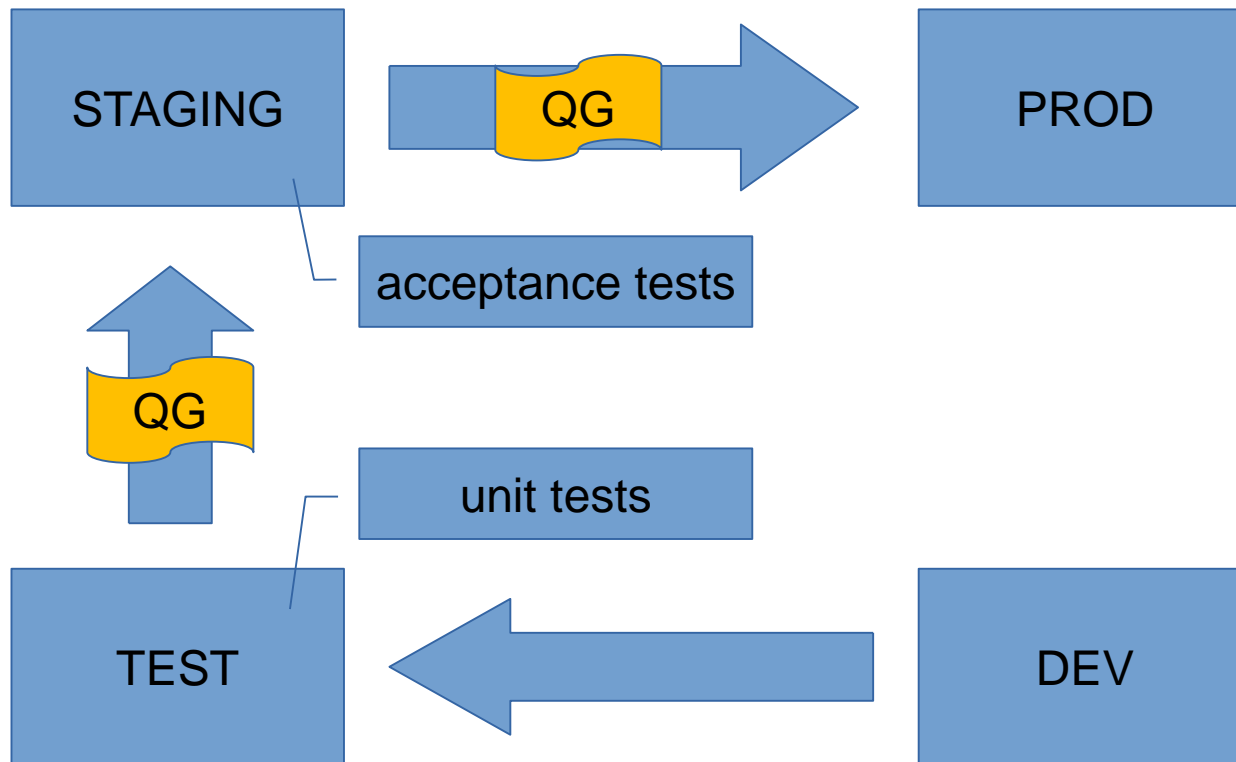 STAGING
QG
PROD
acceptance tests
QG
unit tests
TEST
DEV